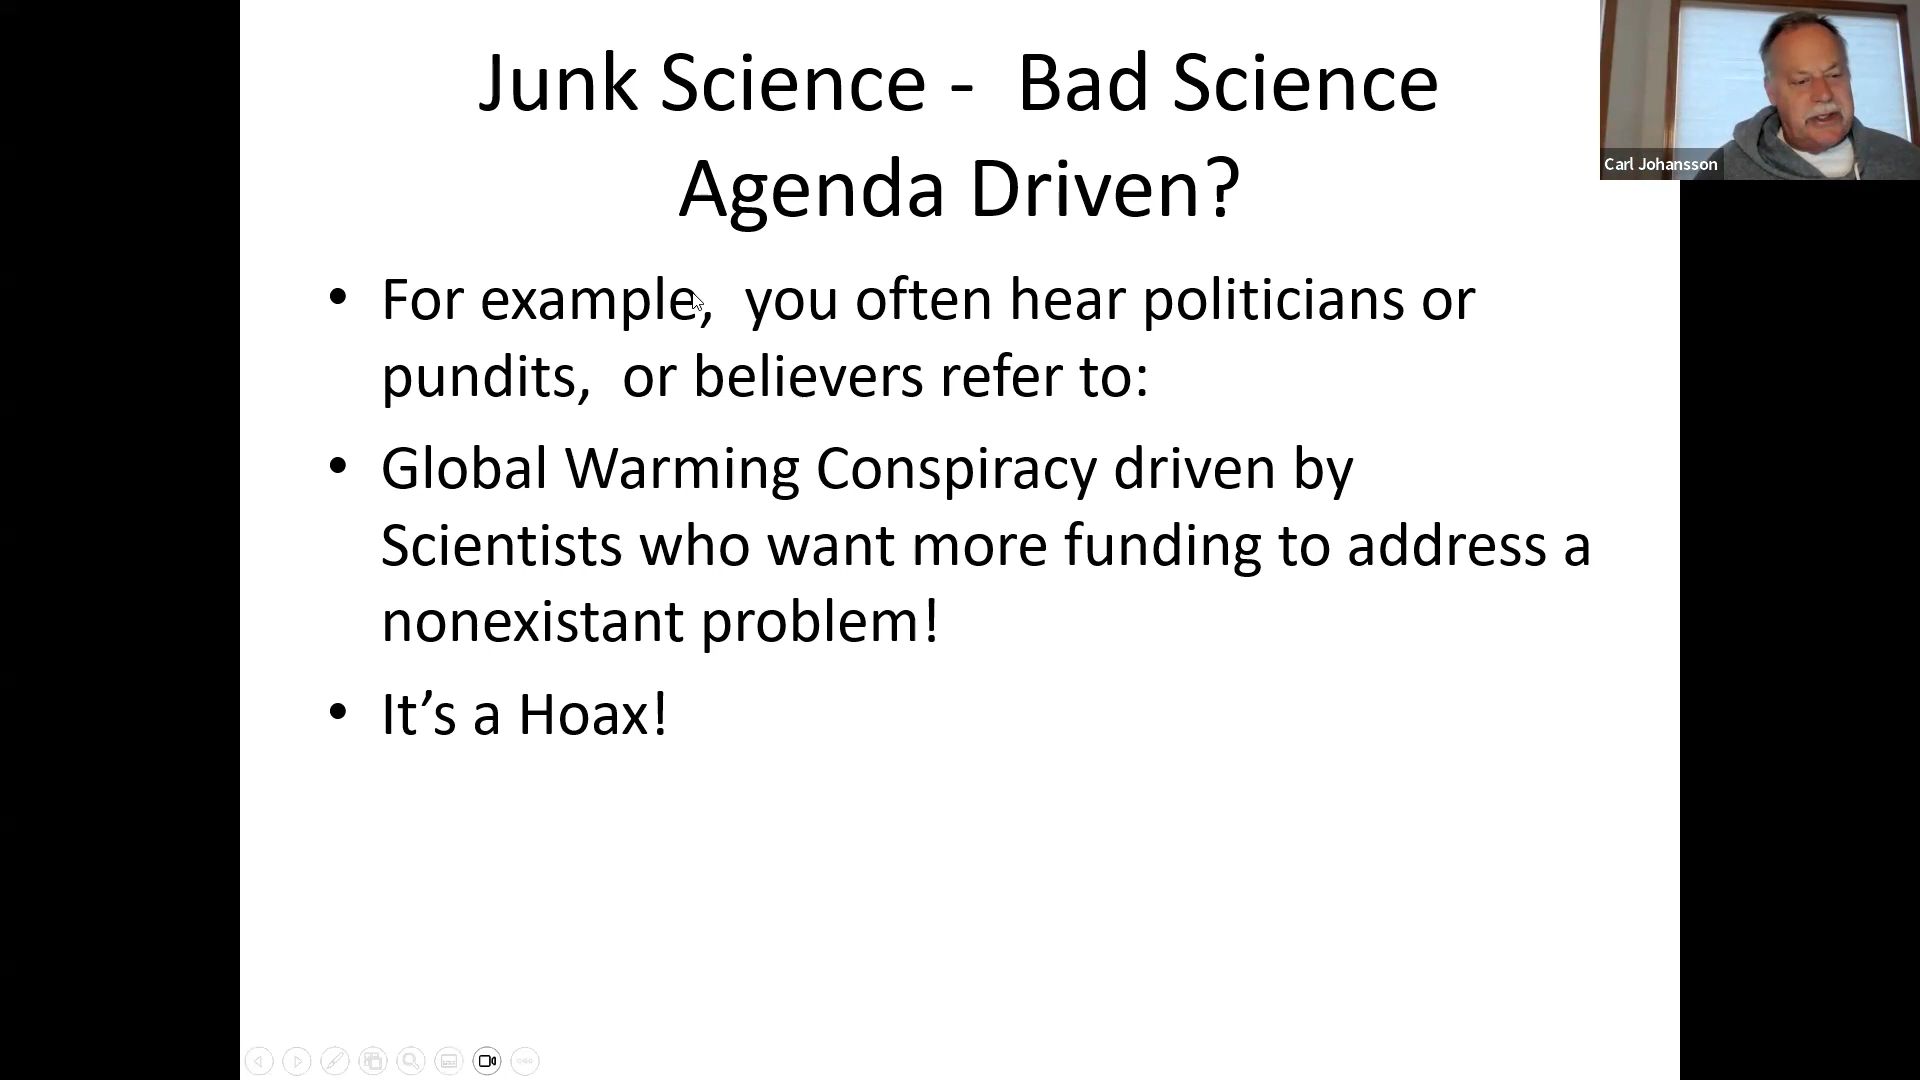 Junk Science -  Bad Science
Agenda Driven?
• For example,  you often hear politicians or
pundits,  or believers refer to:
• Global Warming Conspiracy driven by
Scientists who want more funding to address a
nonexistant problem!
• It’s a Hoax!
Carl Johansson